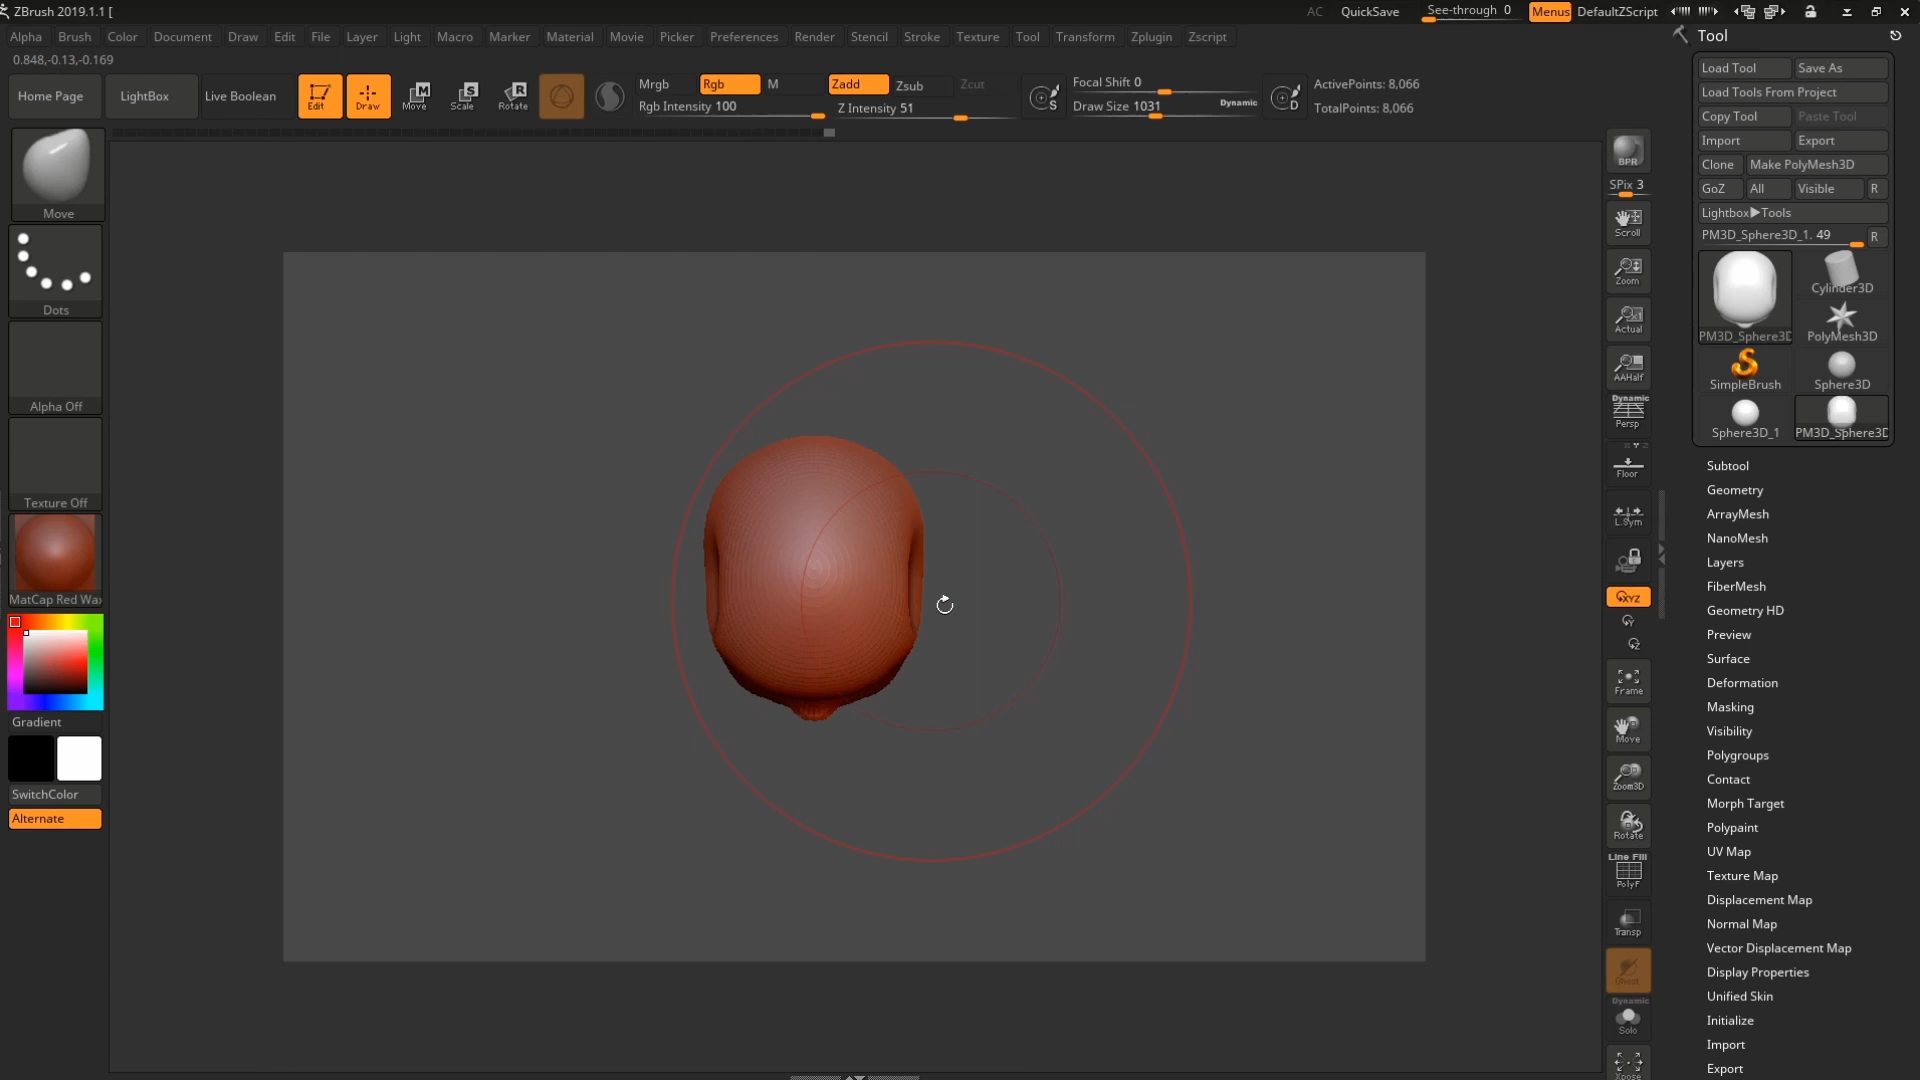 ZBrush 2019.1.1 [
AC QuickSave See-through 0 Menus DefaultZScript
Alpha Brush Color Document Draw Edit File Layer Light Macro Marker Material Movie Picker Preferences Render Stencil Stroke Texture Tool Transform Zplugin Zscript
0.848,-0.13,-0.169
Home Page LightBox Live Boolean Edit Draw Move Scale Rotate
M S R
Mrgb Rgb M Zadd Zsub Zcut
Rgb Intensity 100 Z Intensity 51
S Focal Shift 0 D
Draw Size 1031 Dynamic
ActivePoints: 8,066
TotalPoints: 8,066
Move
Dots
Alpha Off
Texture Off
MatCap Red Wax
Gradient
SwitchColor
Alternate
BPR
SPix 3
Scroll
Zoom
Actual
AAHalf
Dynamic
Persp
Floor
L.Sym
XYZ
Y
Z
Frame
Move
Zoom3D
Rotate
Line Fill
PolyF
Transp
Ghost
Dynamic
Solo
Xpose
Tool
Load Tool Save As
Load Tools From Project
Copy Tool Paste Tool
Import Export
Clone Make PolyMesh3D
GoZ All Visible R
Lightbox▶Tools
PM3D_Sphere3D_1. 49 R
Cylinder3D
PM3D_Sphere3D PolyMesh3D
SimpleBrush Sphere3D
Sphere3D_1 PM3D_Sphere3D
Subtool
Geometry
ArrayMesh
NanoMesh
Layers
FiberMesh
Geometry HD
Preview
Surface
Deformation
Masking
Visibility
Polygroups
Contact
Morph Target
Polypaint
UV Map
Texture Map
Displacement Map
Normal Map
Vector Displacement Map
Display Properties
Unified Skin
Initialize
Import
Export